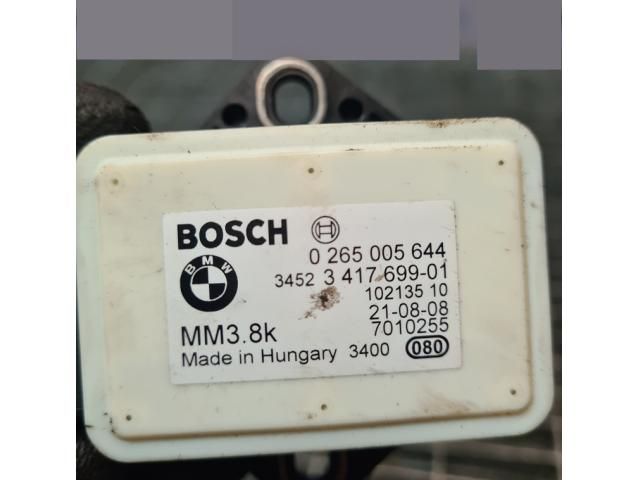 BOSCH
0 265 005 644
BMW
3452 3 417 699-01
102135 10
21-08-08
MM3.8k
7010255
Made in Hungary 3400 080